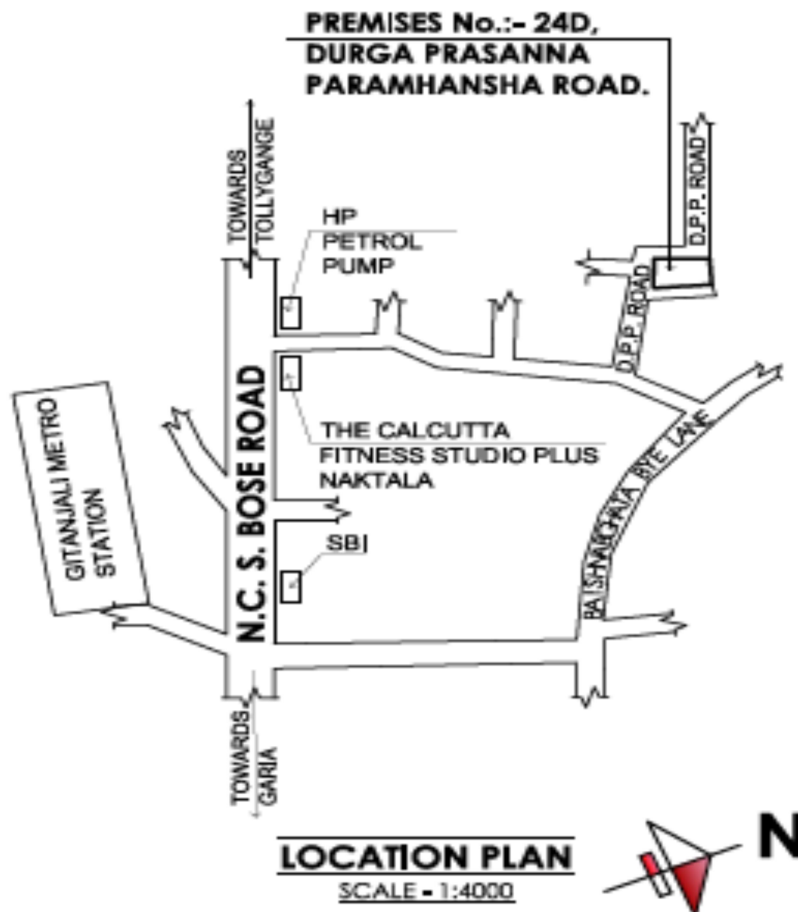 PREMISES No.:- 24D,
DURGA PRASANNA
PARAMHANSHA ROAD.
TOWARDS
TOLLYGANGE
D.P.P. ROAD
HP
PETROL
PUMP
D.P.P. ROAD
THE CALCUTTA
FITNESS STUDIO PLUS
NAKTALA
N.C. S. BOSE ROAD
GITANJALI METRO
STATION
BAISHNABGHATA BYE LANE
SBI
TOWARDS
GARIA
LOCATION PLAN
SCALE - 1:4000
N